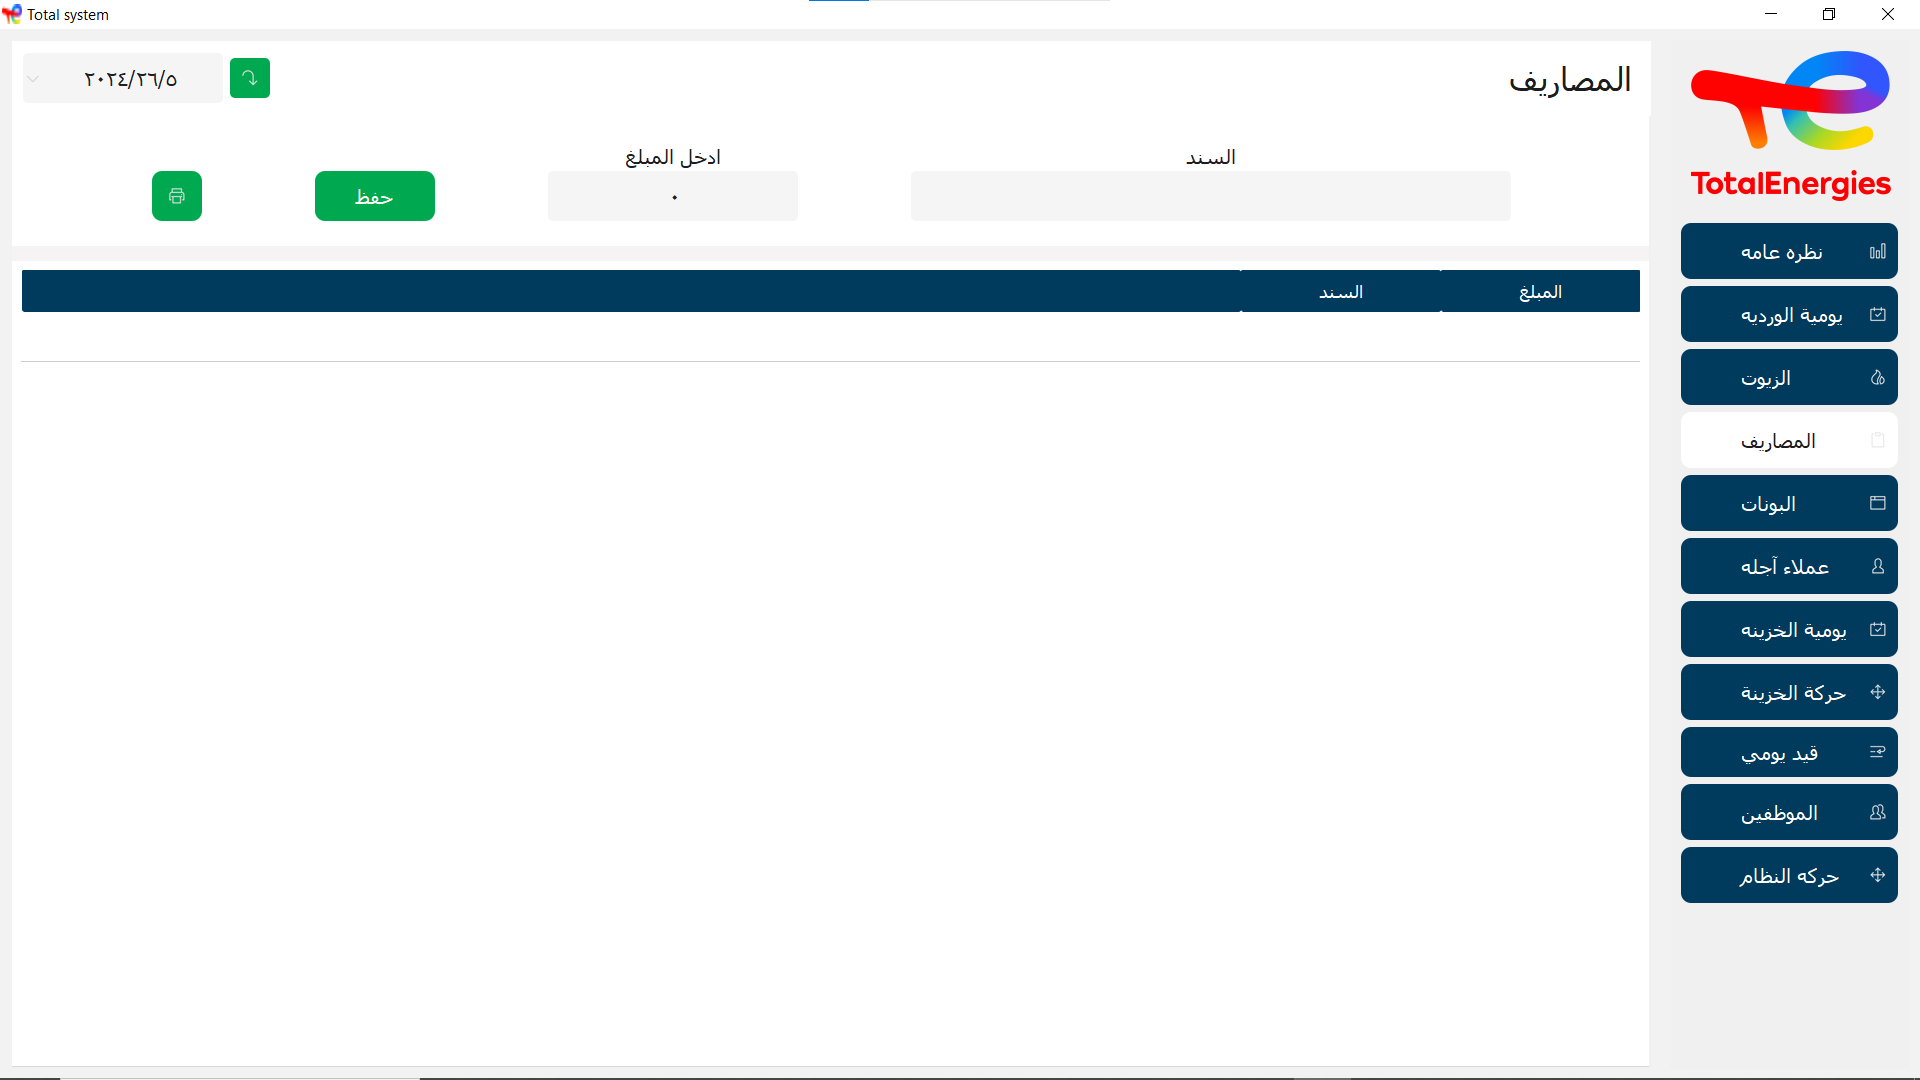 Total system
المصاريف
٢٠٢٤/٢٦/٥
السند
ادخل المبلغ
٠
حفظ
المبلغ
السند
TotalEnergies
نظره عامه
يومية الورديه
الزيوت
المصاريف
البونات
عملاء آجله
يومية الخزينه
حركة الخزينة
قيد يومي
الموظفين
حركه النظام